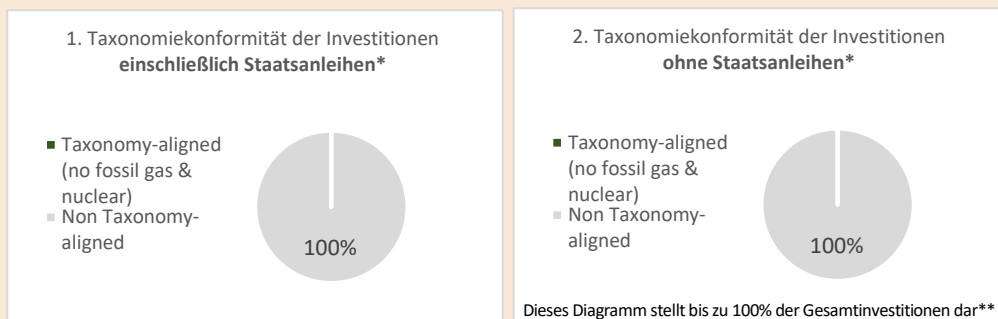 1. Taxonomiekonformität der Investitionen
einschließlich Staatsanleihen*
Taxonomy-aligned
(no fossil gas &
nuclear)
Non Taxonomy-
aligned
100%
2. Taxonomiekonformität der Investitionen
ohne Staatsanleihen*
Taxonomy-aligned
(no fossil gas &
nuclear)
Non Taxonomy-
aligned
100%
Dieses Diagramm stellt bis zu 100% der Gesamtinvestitionen dar**